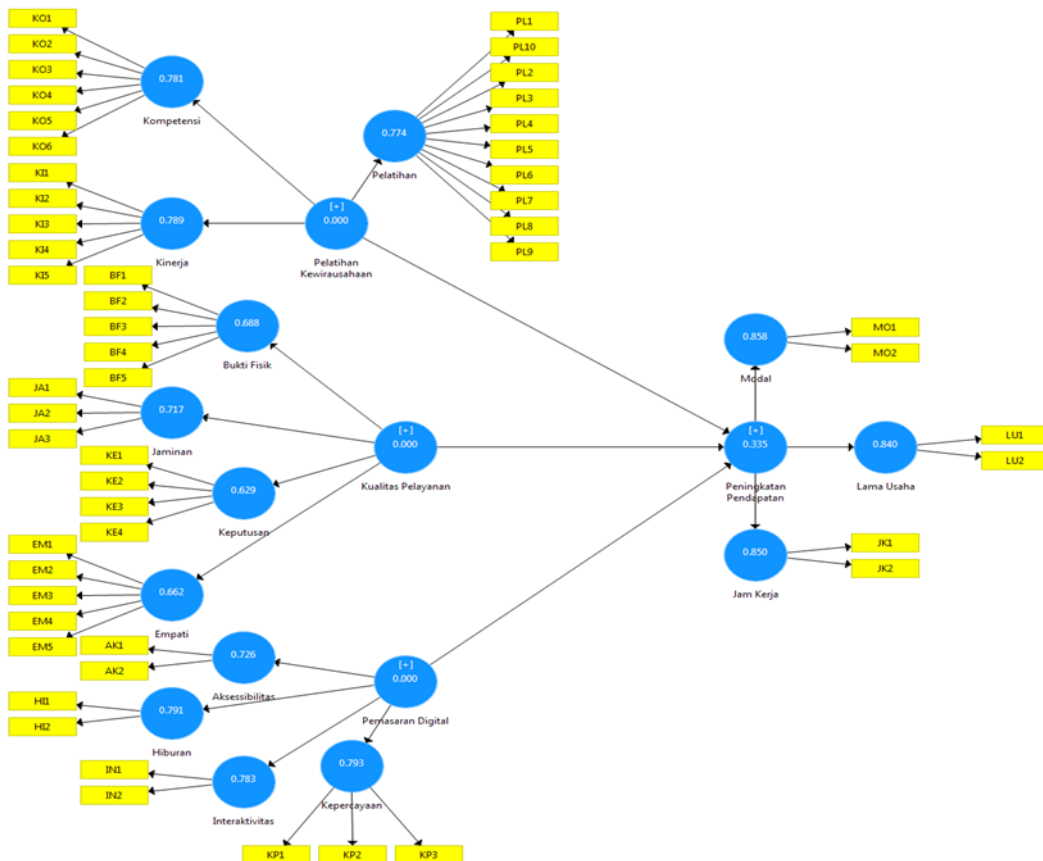 KO1
KO2
KO3
KO4
KO5
KO6
0.781
Kompetensi
PL1
PL10
PL2
PL3
PL4
PL5
PL6
PL7
PL8
PL9
0.774
Pelatihan
KI1
KI2
KI3
KI4
KI5
0.789
Kinerja
[+]
0.000
Pelatihan
Kewirausahaan
BF1
BF2
BF3
BF4
BF5
0.688
Bukti Fisik
JA1
JA2
JA3
0.717
Jaminan
[+]
0.000
Kualitas Pelayanan
KE1
KE2
KE3
KE4
0.629
Keputusan
EM1
EM2
EM3
EM4
EM5
0.662
Empati
0.858
Modal
MO1
MO2
[+]
0.335
Peningkatan
Pendapatan
0.840
Lama Usaha
LU1
LU2
0.850
Jam Kerja
JK1
JK2
AK1
AK2
0.726
Aksessibilitas
[+]
0.000
Pemasaran Digital
HI1
HI2
0.791
Hiburan
IN1
IN2
0.783
Interaktivitas
0.793
Kepercayaan
KP1
KP2
KP3